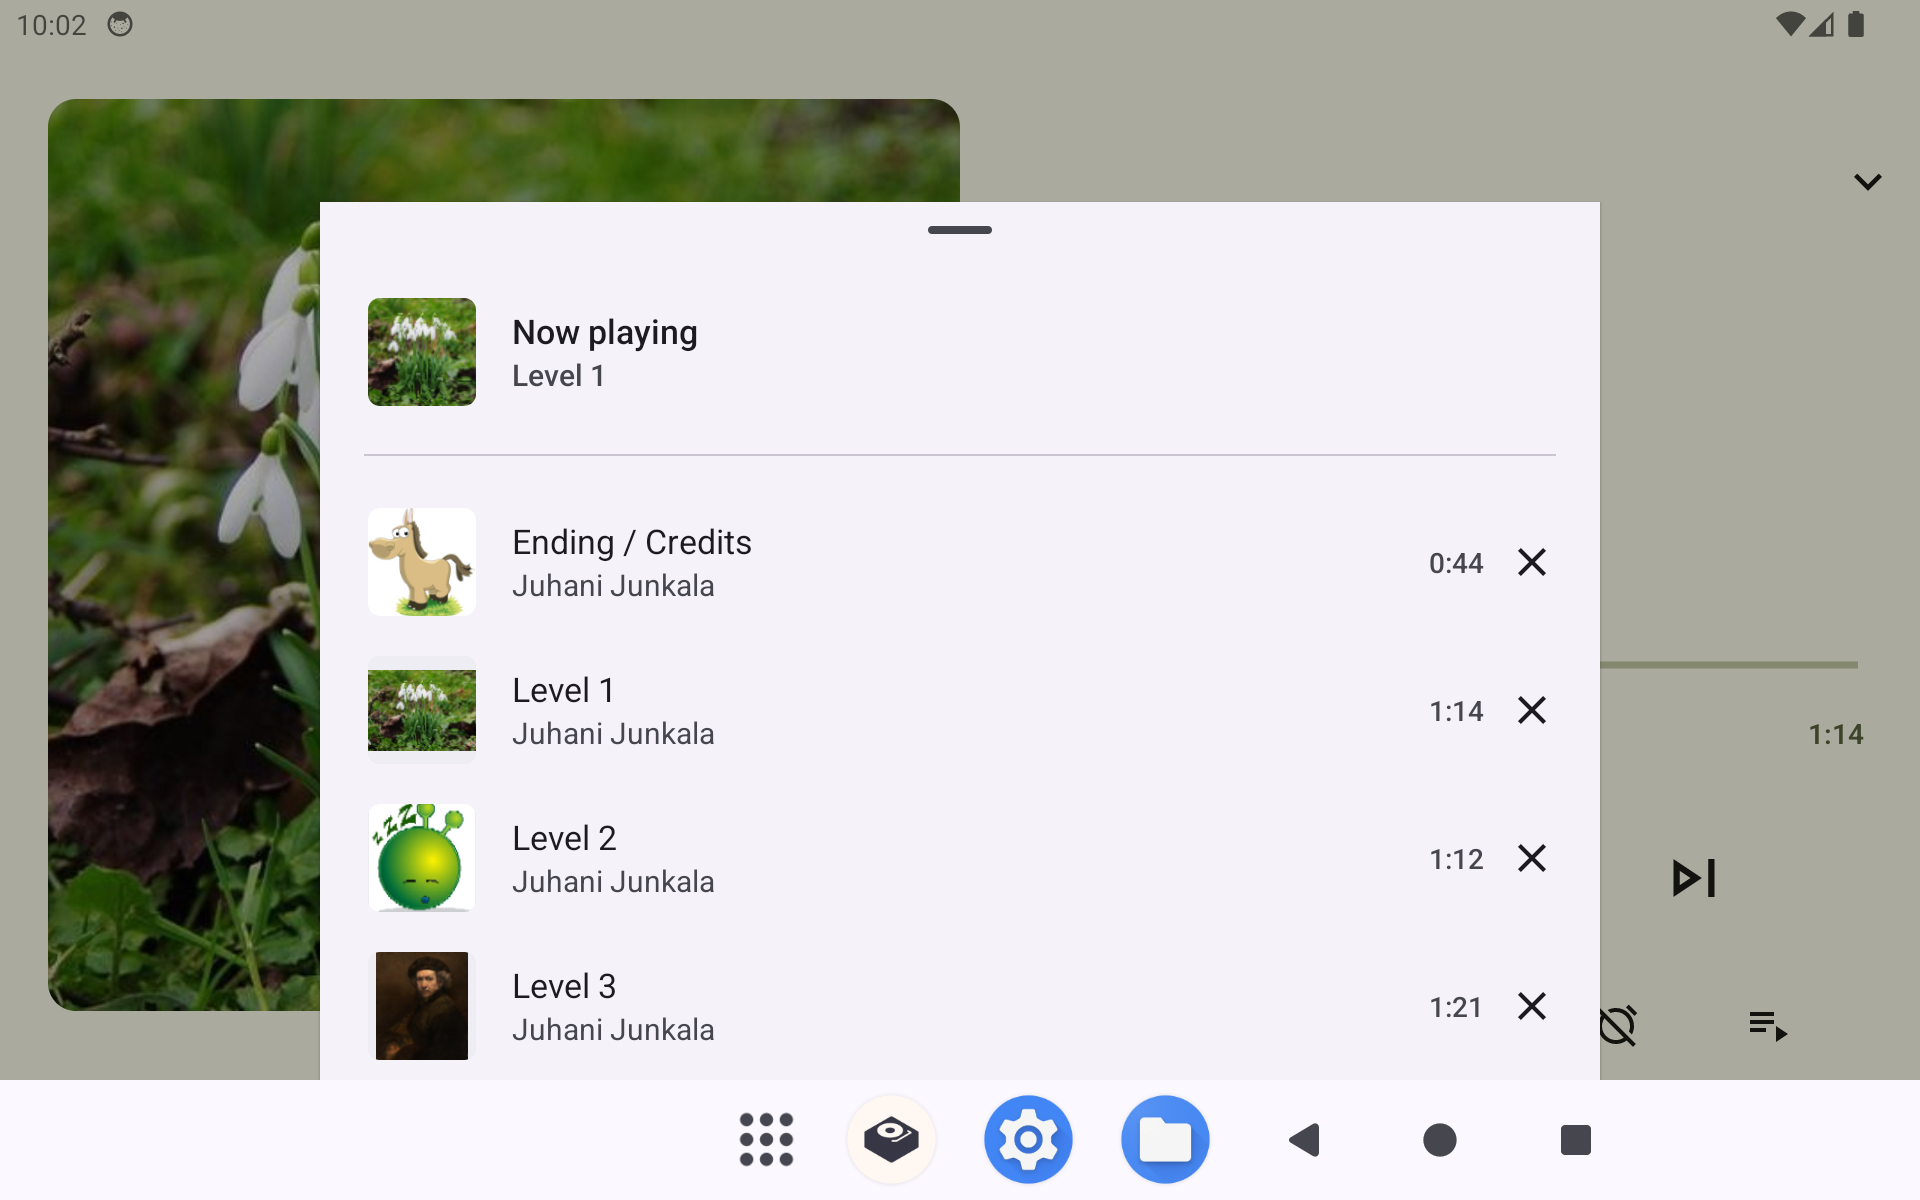 10:02
Now playing
Level 1
Ending / Credits
Juhani Junkala
0:44
Level 1
Juhani Junkala
1:14
Level 2
Juhani Junkala
1:12
Level 3
Juhani Junkala
1:21
1:14